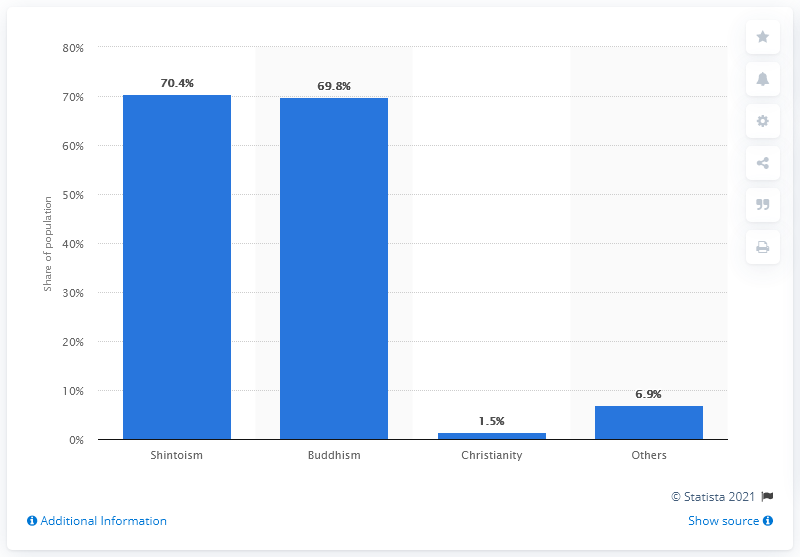 80%
70%
60%
50%
40%
30%
20%
10%
0%
Share of population
70.4%
69.8%
1.5%
6.9%
Shintoism
Buddhism
Christianity
Others
© Statista 2021
Additional Information
Show source